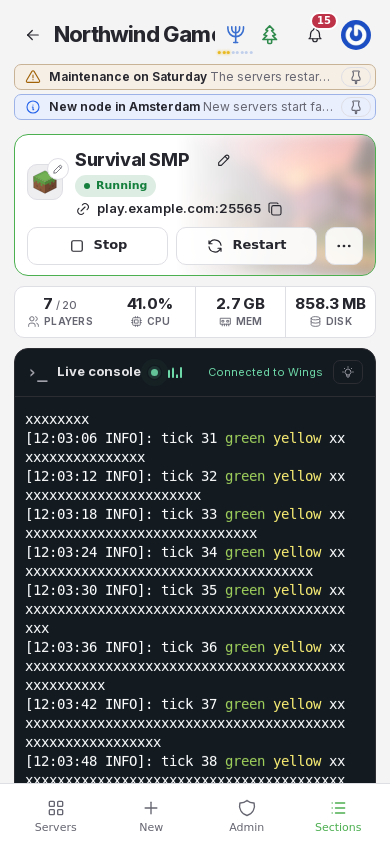 Northwind Game
15
Maintenance on Saturday The servers restar…
New node in Amsterdam New servers start fa…
Survival SMP
Running
play.example.com:25565
Stop
Restart
7 / 20
PLAYERS
41.0%
CPU
2.7 GB
MEM
858.3 MB
DISK
Live console
Connected to Wings
xxxxxxxx
[12:03:06 INFO]: tick 31 green yellow xx
xxxxxxxxxxxxxxx
[12:03:12 INFO]: tick 32 green yellow xx
xxxxxxxxxxxxxxxxxxxxxx
[12:03:18 INFO]: tick 33 green yellow xx
xxxxxxxxxxxxxxxxxxxxxxxxxxxxx
[12:03:24 INFO]: tick 34 green yellow xx
xxxxxxxxxxxxxxxxxxxxxxxxxxxxxxxxxxxx
[12:03:30 INFO]: tick 35 green yellow xx
xxxxxxxxxxxxxxxxxxxxxxxxxxxxxxxxxxxxxxxx
xxx
[12:03:36 INFO]: tick 36 green yellow xx
xxxxxxxxxxxxxxxxxxxxxxxxxxxxxxxxxxxxxxxx
xxxxxxxxxx
[12:03:42 INFO]: tick 37 green yellow xx
xxxxxxxxxxxxxxxxxxxxxxxxxxxxxxxxxxxxxxxx
xxxxxxxxxxxxxxxxx
[12:03:48 INFO]: tick 38 green yellow xx
xxxxxxxxxxxxxxxxxxxxxxxxxxxxxxxxxxxxxxxx
Servers
New
Admin
Sections